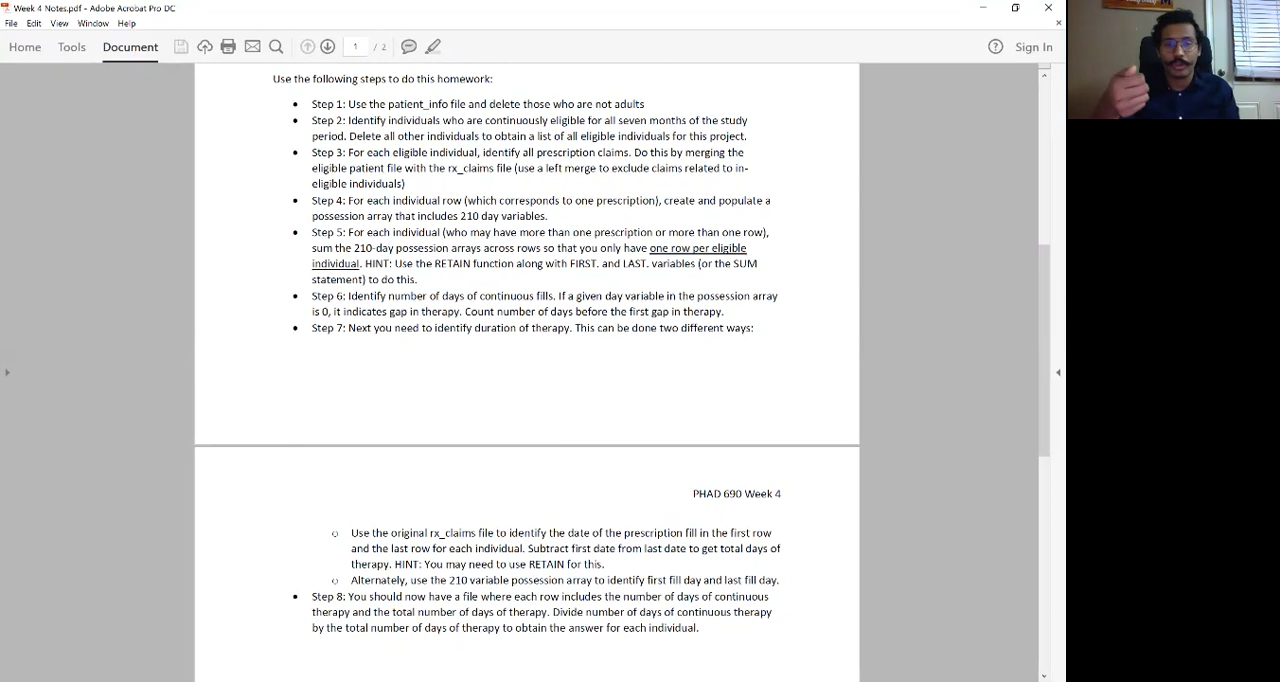 Week 4 Notes.pdf - Adobe Acrobat Pro DC
File Edit View Window Help
Home Tools Document 1 / 2 Sign In
Use the following steps to do this homework:
• Step 1: Use the patient_info file and delete those who are not adults
• Step 2: Identify individuals who are continuously eligible for all seven months of the study
period. Delete all other individuals to obtain a list of all eligible individuals for this project.
• Step 3: For each eligible individual, identify all prescription claims. Do this by merging the
eligible patient file with the rx_claims file (use a left merge to exclude claims related to in-
eligible individuals)
• Step 4: For each individual row (which corresponds to one prescription), create and populate a
possession array that includes 210 day variables.
• Step 5: For each individual (who may have more than one prescription or more than one row),
sum the 210-day possession arrays across rows so that you only have one row per eligible
individual. HINT: Use the RETAIN function along with FIRST. and LAST. variables (or the SUM
statement) to do this.
• Step 6: Identify number of days of continuous fills. If a given day variable in the possession array
is 0, it indicates gap in therapy. Count number of days before the first gap in therapy.
• Step 7: Next you need to identify duration of therapy. This can be done two different ways:
PHAD 690 Week 4
○ Use the original rx_claims file to identify the date of the prescription fill in the first row
and the last row for each individual. Subtract first date from last date to get total days of
therapy. HINT: You may need to use RETAIN for this.
○ Alternately, use the 210 variable possession array to identify first fill day and last fill day.
• Step 8: You should now have a file where each row includes the number of days of continuous
therapy and the total number of days of therapy. Divide number of days of continuous therapy
by the total number of days of therapy to obtain the answer for each individual.